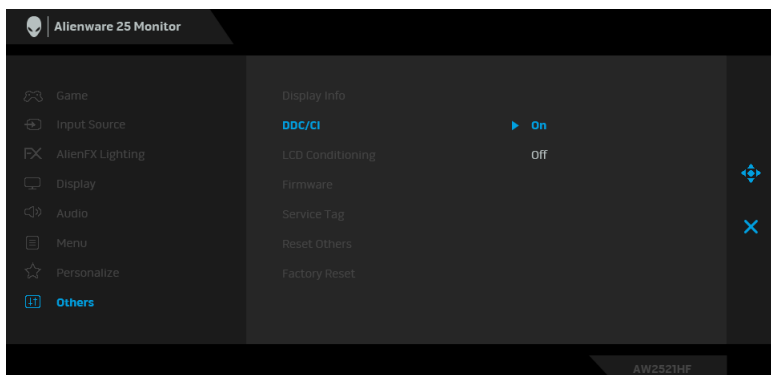 Alienware 25 Monitor
Game
Input Source
FX AlienFX Lighting
Display
Audio
Menu
Personalize
Others
Display Info
DDC/CI
On
LCD Conditioning
Off
Firmware
Service Tag
Reset Others
Factory Reset
AW2521HF